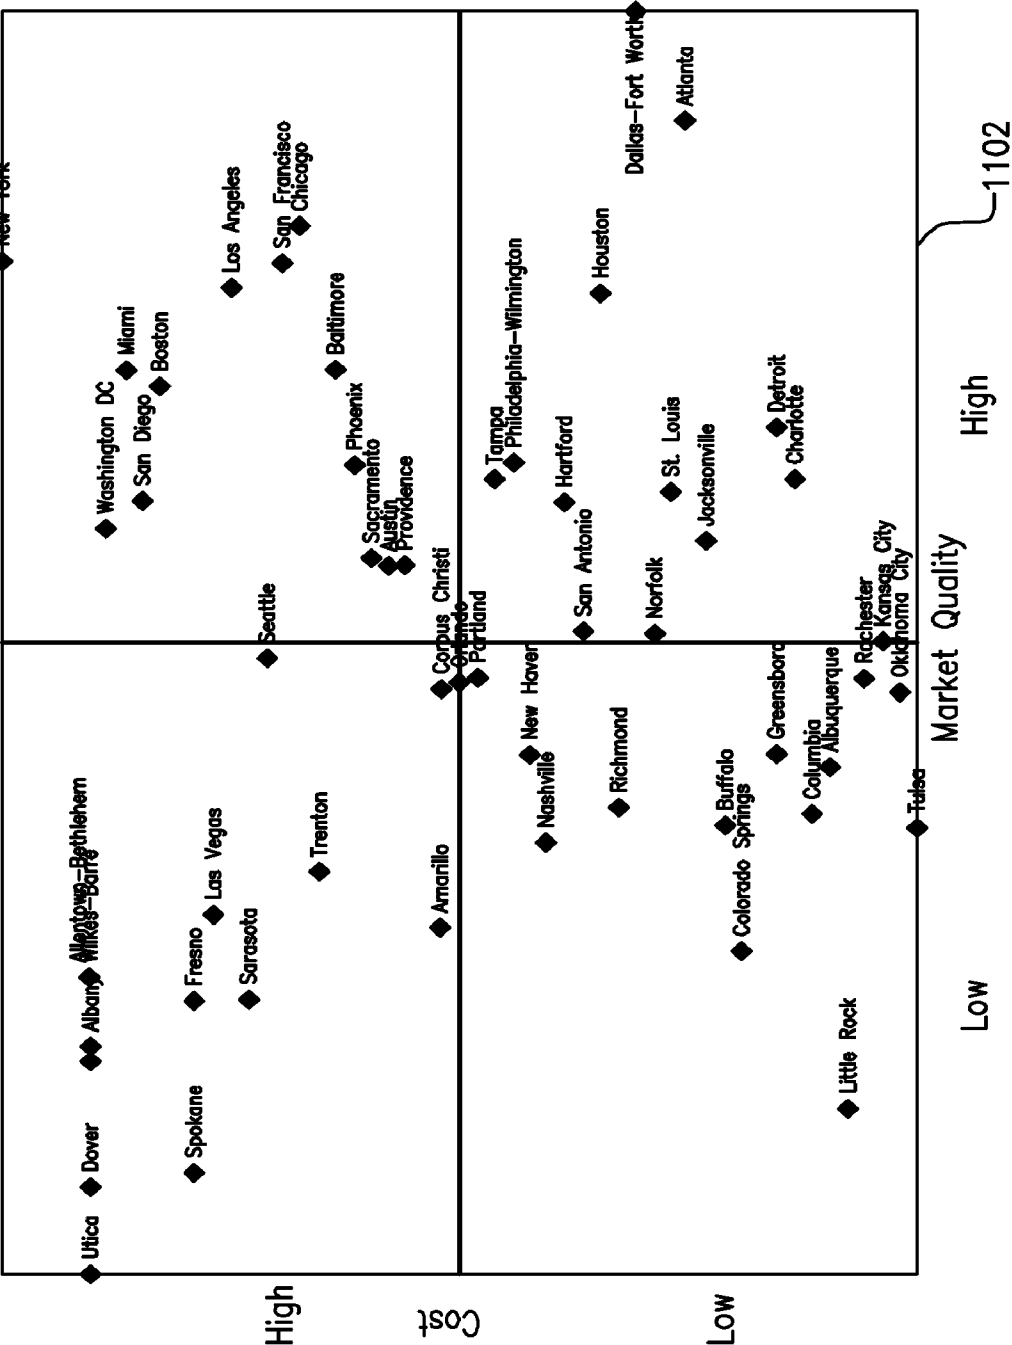 New York
Dallas-Fort Worth
Atlanta
San Francisco
Chicago
Los Angeles
Houston
Philadelphia-Wilmington
Baltimore
Miami
Boston
Washington DC
San Diego
Detroit
Charlotte
Phoenix
Tampa
Hartford
St. Louis
Jacksonville
Sacramento
Austin
Providence
San Antonio
Norfolk
Kansas City
Seattle
Corpus Christi
Orlando
Portland
Rochester
Oklahoma City
New Haven
Greensboro
Albuquerque
Nashville
Richmond
Buffalo
Columbia
Tulsa
Trenton
Las Vegas
Amarillo
Colorado Springs
Allentown-Bethlehem
Wilkes-Barre
Albany
Fresno
Sarasota
Little Rock
Spokane
Dover
Utica
High
Cost
Low
Low
Market Quality
High
1102